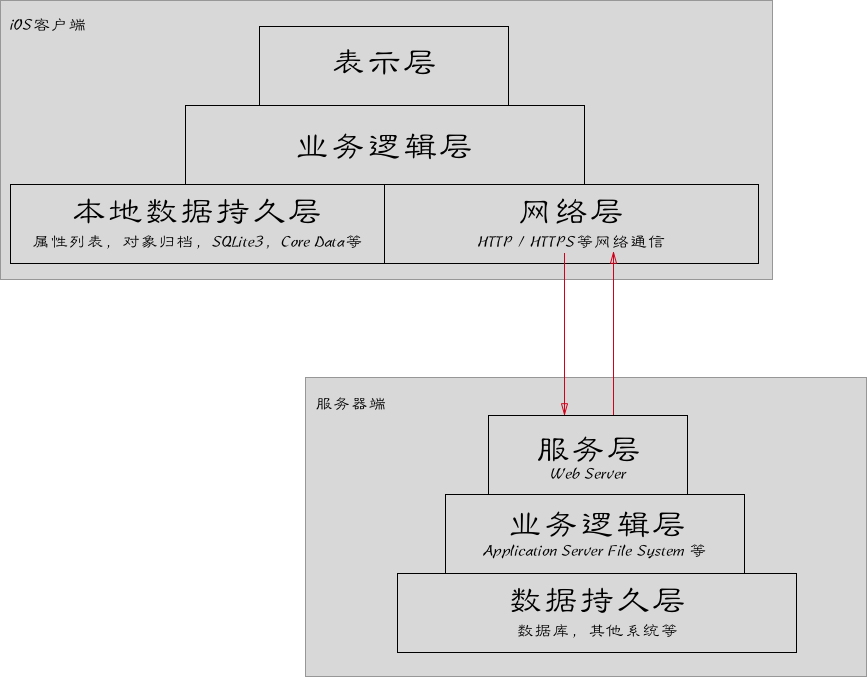 iOS客户端
表示层
业务逻辑层
本地数据持久层
属性列表，对象归档，SQLite3，Core Data等
网络层
HTTP / HTTPS等网络通信
服务器端
服务层
Web Server
业务逻辑层
Application Server File System 等
数据持久层
数据库，其他系统等